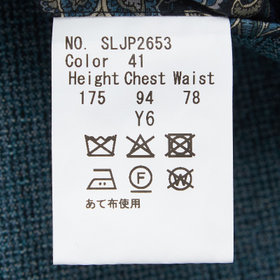 NO. SLJP2653
Color 41
Height Chest Waist
175 94 78
Y6
F W
あて布使用